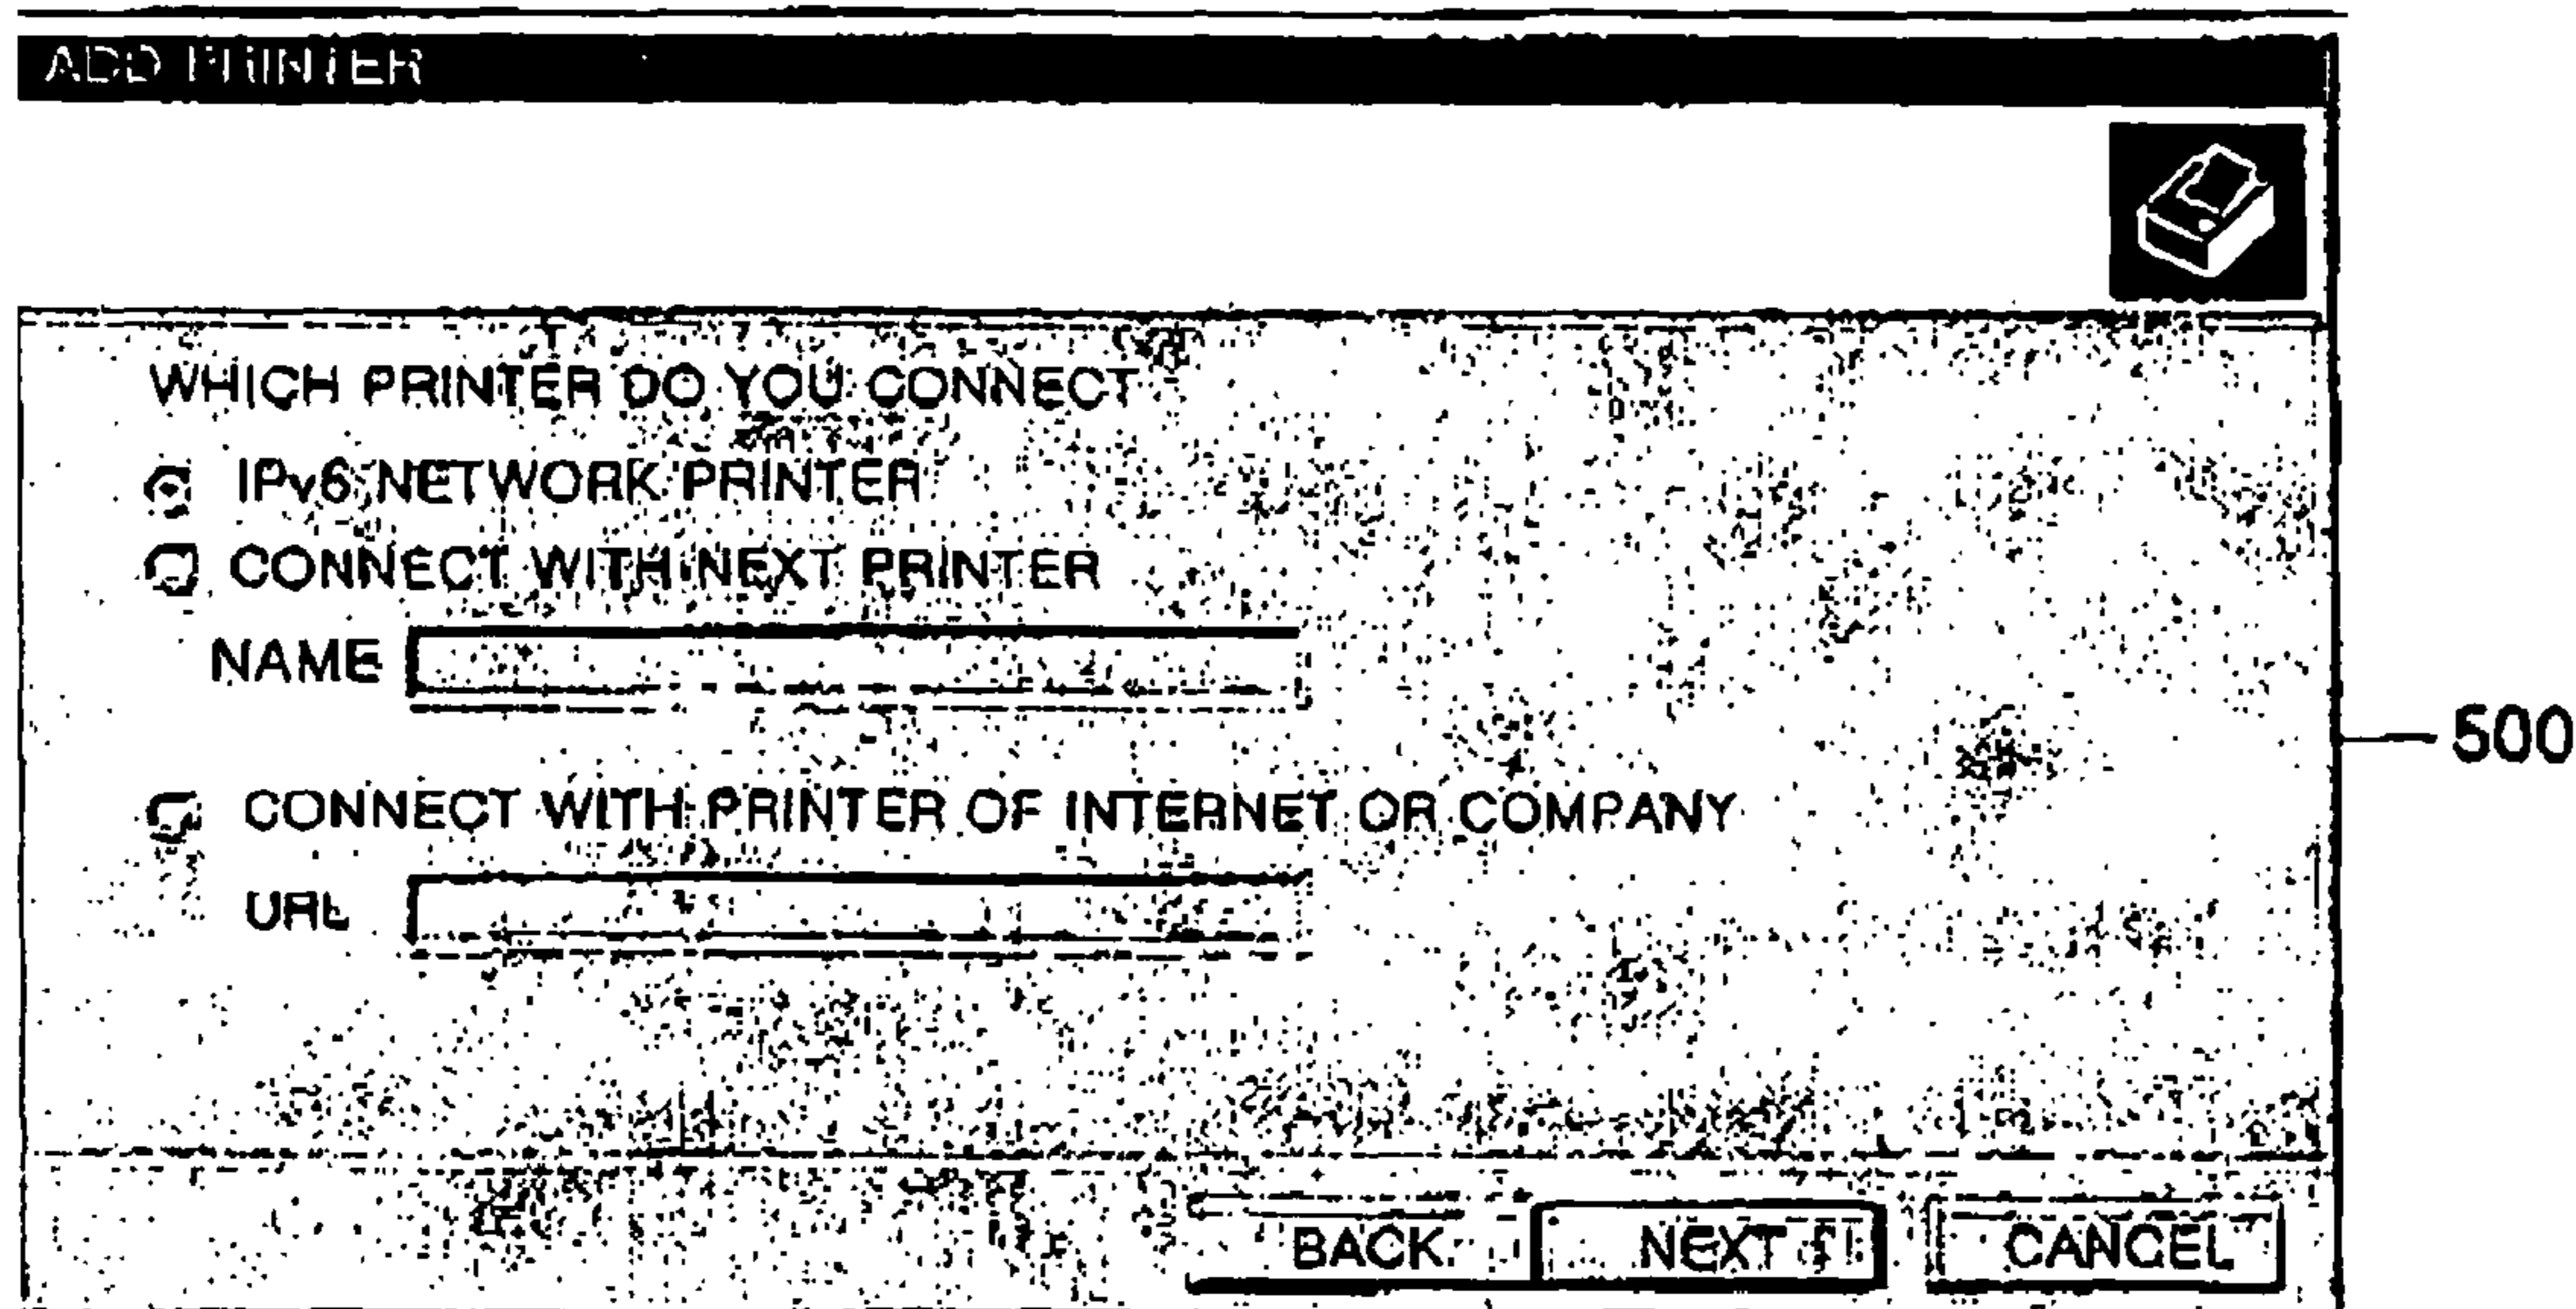 ADD PRINTER
WHICH PRINTER DO YOU CONNECT
IPv6 NETWORK PRINTER
CONNECT WITH NEXT PRINTER
NAME
500
CONNECT WITH PRINTER OF INTERNET OR COMPANY
URL
BACK NEXT CANCEL